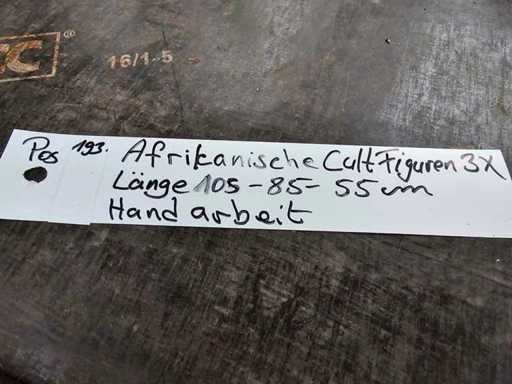 16/1-5
Pos 193. Afrikanische Cult Figuren 3X
Länge 105 - 85 - 55 cm
Hand arbeit